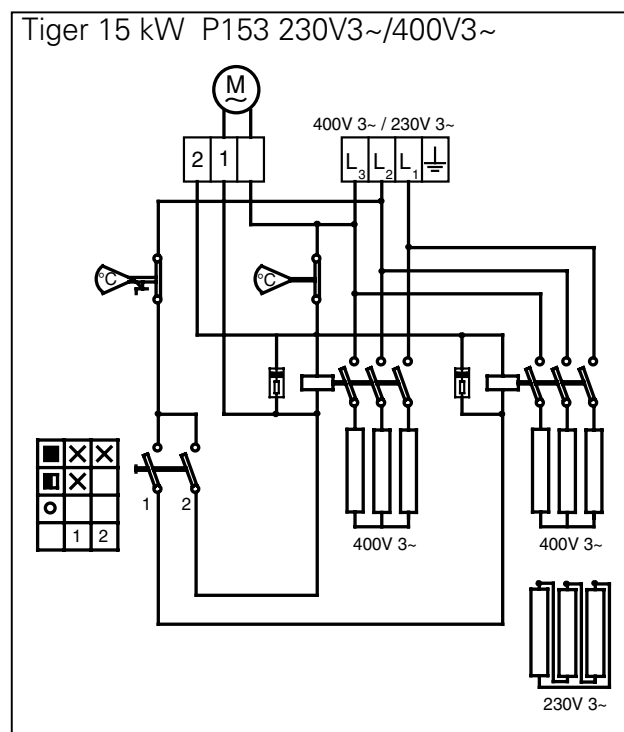 Tiger 15 kW P153 230V3~/400V3~
M
~
400V 3~ / 230V 3~
2 1
L3 L2 L1
°C
°C
1 2
1 2
400V 3~
400V 3~
230V 3~